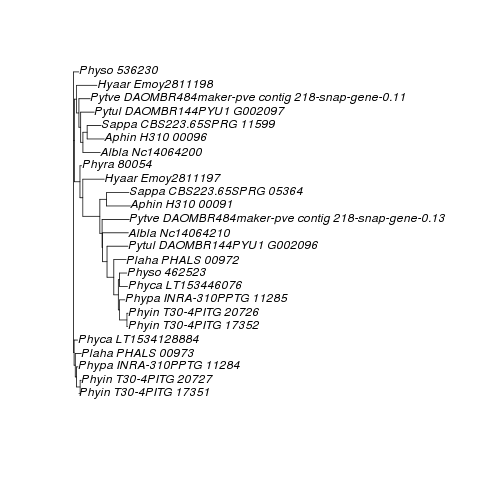 Physo 536230
Hyaar Emoy2811198
Pytve DAOMBR484maker-pve contig 218-snap-gene-0.11
Pytul DAOMBR144PYU1 G002097
Sappa CBS223.65SPRG 11599
Aphin H310 00096
Albla Nc14064200
Phyra 80054
Hyaar Emoy2811197
Sappa CBS223.65SPRG 05364
Aphin H310 00091
Pytve DAOMBR484maker-pve contig 218-snap-gene-0.13
Albla Nc14064210
Pytul DAOMBR144PYU1 G002096
Plaha PHALS 00972
Physo 462523
Phyca LT153446076
Phypa INRA-310PPTG 11285
Phyin T30-4PITG 20726
Phyin T30-4PITG 17352
Phyca LT1534128884
Plaha PHALS 00973
Phypa INRA-310PPTG 11284
Phyin T30-4PITG 20727
Phyin T30-4PITG 17351